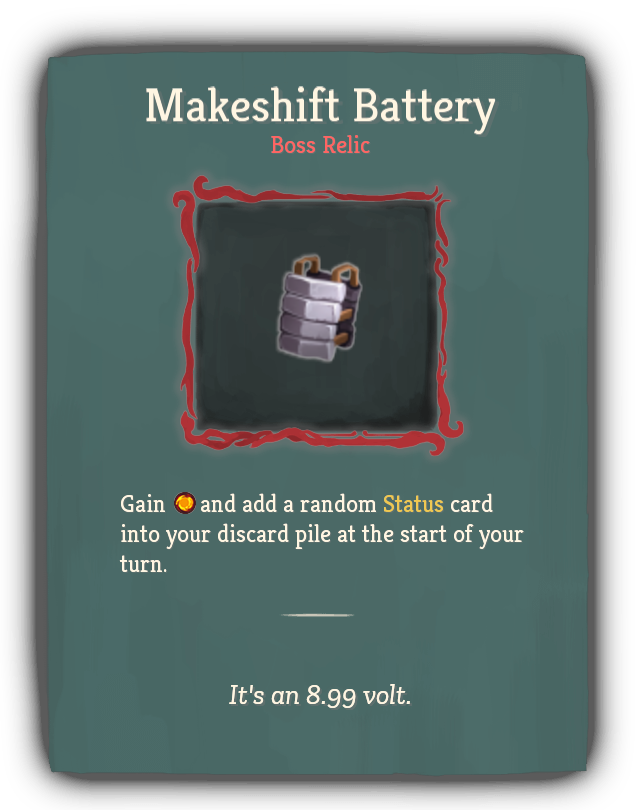 Makeshift Battery
Boss Relic
Gain and add a random Status card
into your discard pile at the start of your
turn.
It's an 8.99 volt.